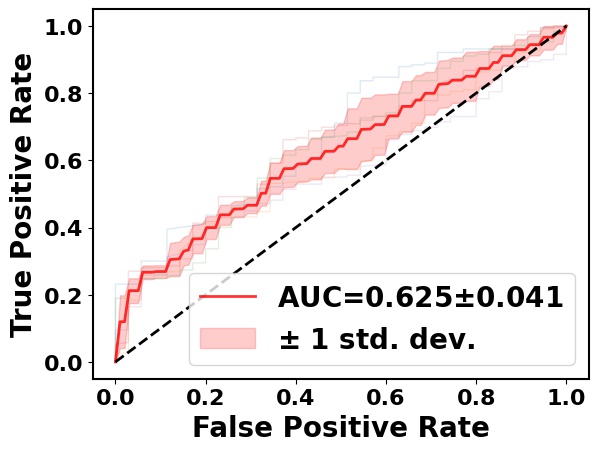 1.0
0.8
0.6
0.4
0.2
0.0
True Positive Rate
AUC=0.625±0.041
± 1 std. dev.
0.0 0.2 0.4 0.6 0.8 1.0
False Positive Rate